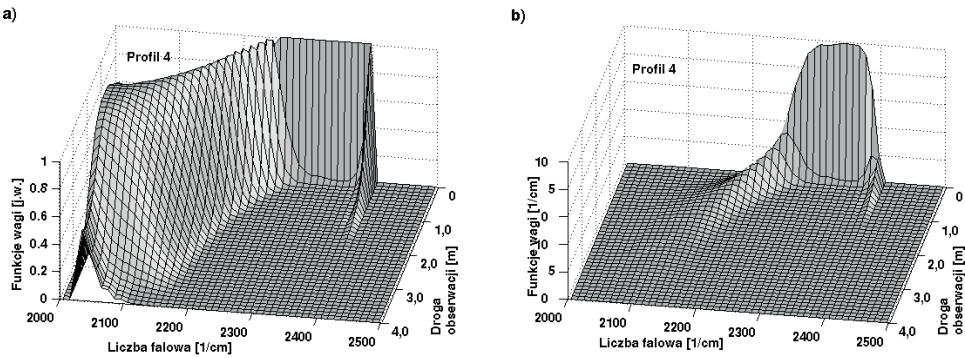 a)
Profil 4
Funkcje wagi [j.w.]
1
0.8
0.6
0.4
0.2
0
2000
2100
2200
2300
2400
2500
Liczba falowa [1/cm]
0
1,0
2,0
3,0
4,0
Droga
obserwacji [m]
b)
Profil 4
Funkcje wagi [1/cm]
10
5
0
10
5
0
2000
2100
2200
2300
2400
2500
Liczba falowa [1/cm]
0
1,0
2,0
3,0
4,0
Droga
obserwacji [m]